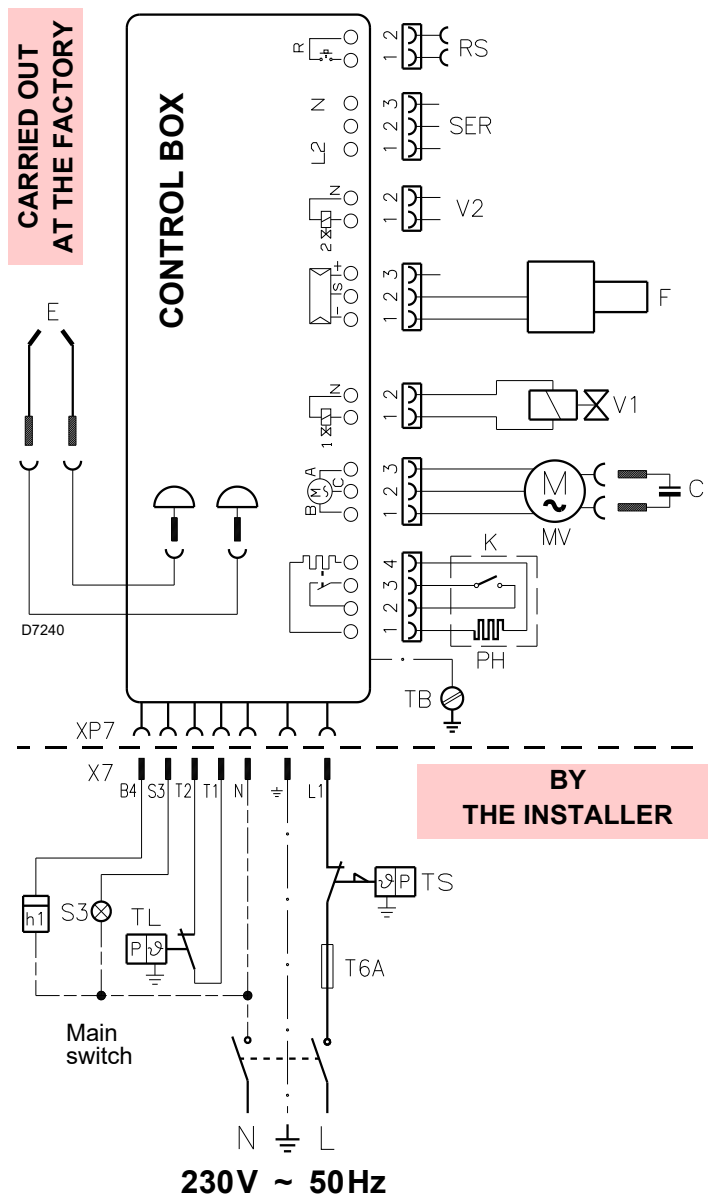 CARRIED OUT
AT THE FACTORY
CONTROL BOX
R
2
1
RS
N
L2
3
2
1
SER
N
2
2
1
V2
+
S
-
3
2
1
F
E
N
1
2
1
V1
A
C
B
M
3
2
1
M
~
MV
C
4
3
2
1
K
PH
D7240
TB
XP7
X7
B4
S3
T2
T1
N
L1
BY
THE INSTALLER
h1
S3
TL
P ϑ
ϑ P
TS
T6A
Main
switch
N
L
230V ~ 50Hz